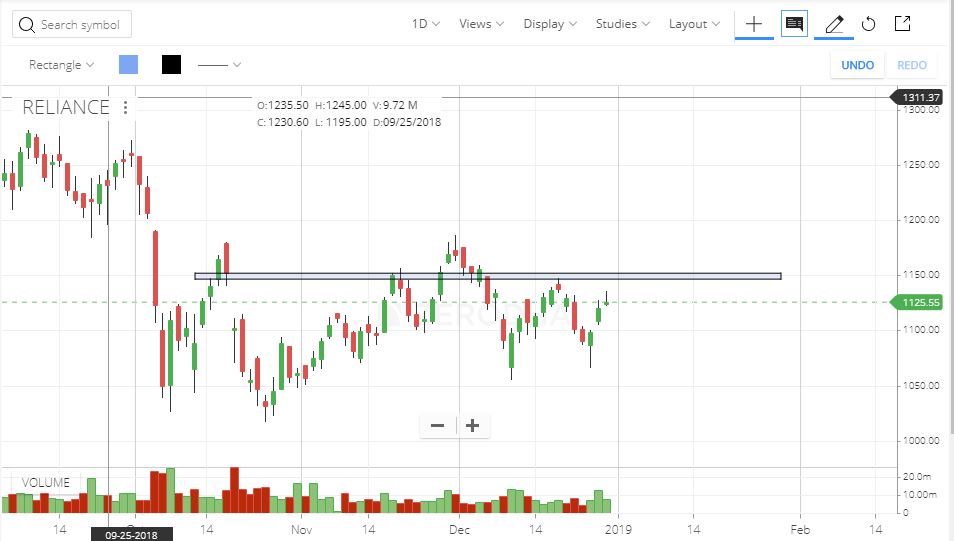 Search symbol 1D Views Display Studies Layout
Rectangle UNDO REDO
RELIANCE O:1235.50 H:1245.00 V:9.72 M
C:1230.60 L:1195.00 D:09/25/2018
1311.37
1300.00
1250.00
1200.00
1150.00
1125.55
1100.00
1050.00
1000.00
VOLUME
20.0m
10.00m
0
14 14 Nov 14 Dec 14 2019 14 Feb 14
09-25-2018